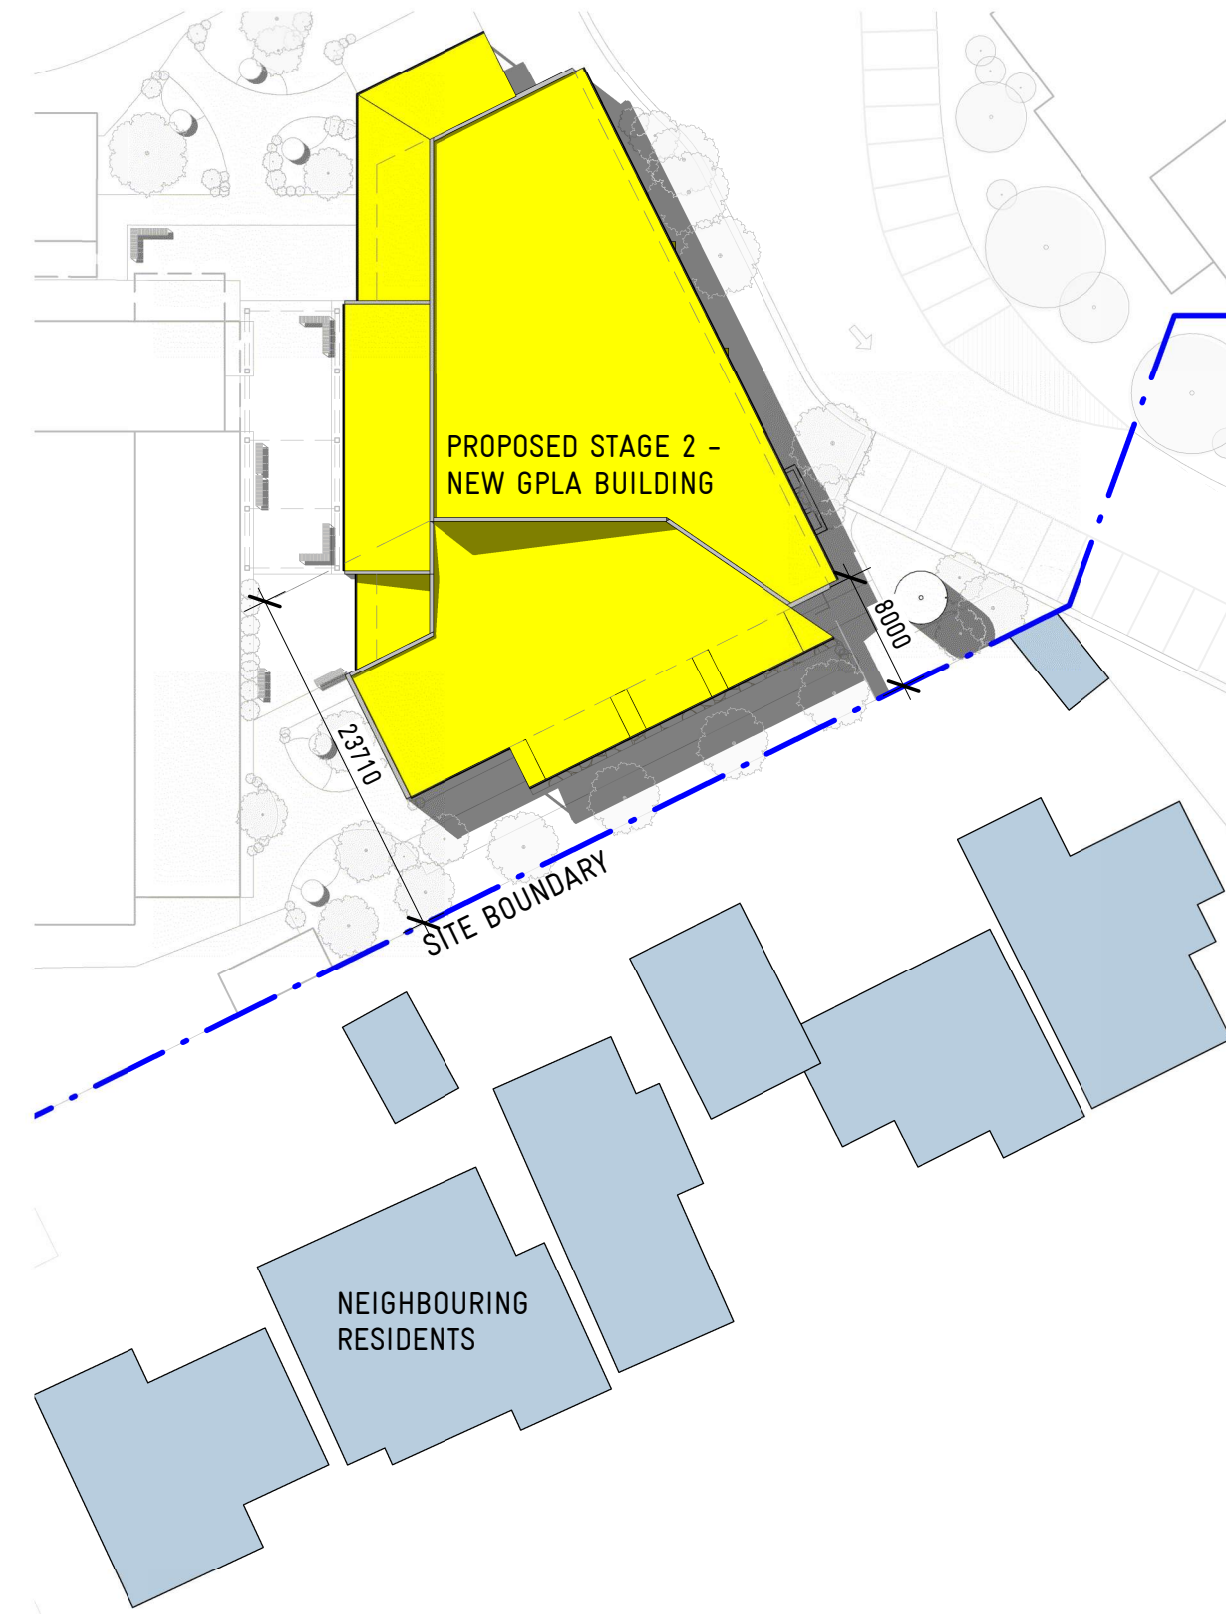 PROPOSED STAGE 2 -
NEW GPLA BUILDING
8000
23710
SITE BOUNDARY
NEIGHBOURING
RESIDENTS